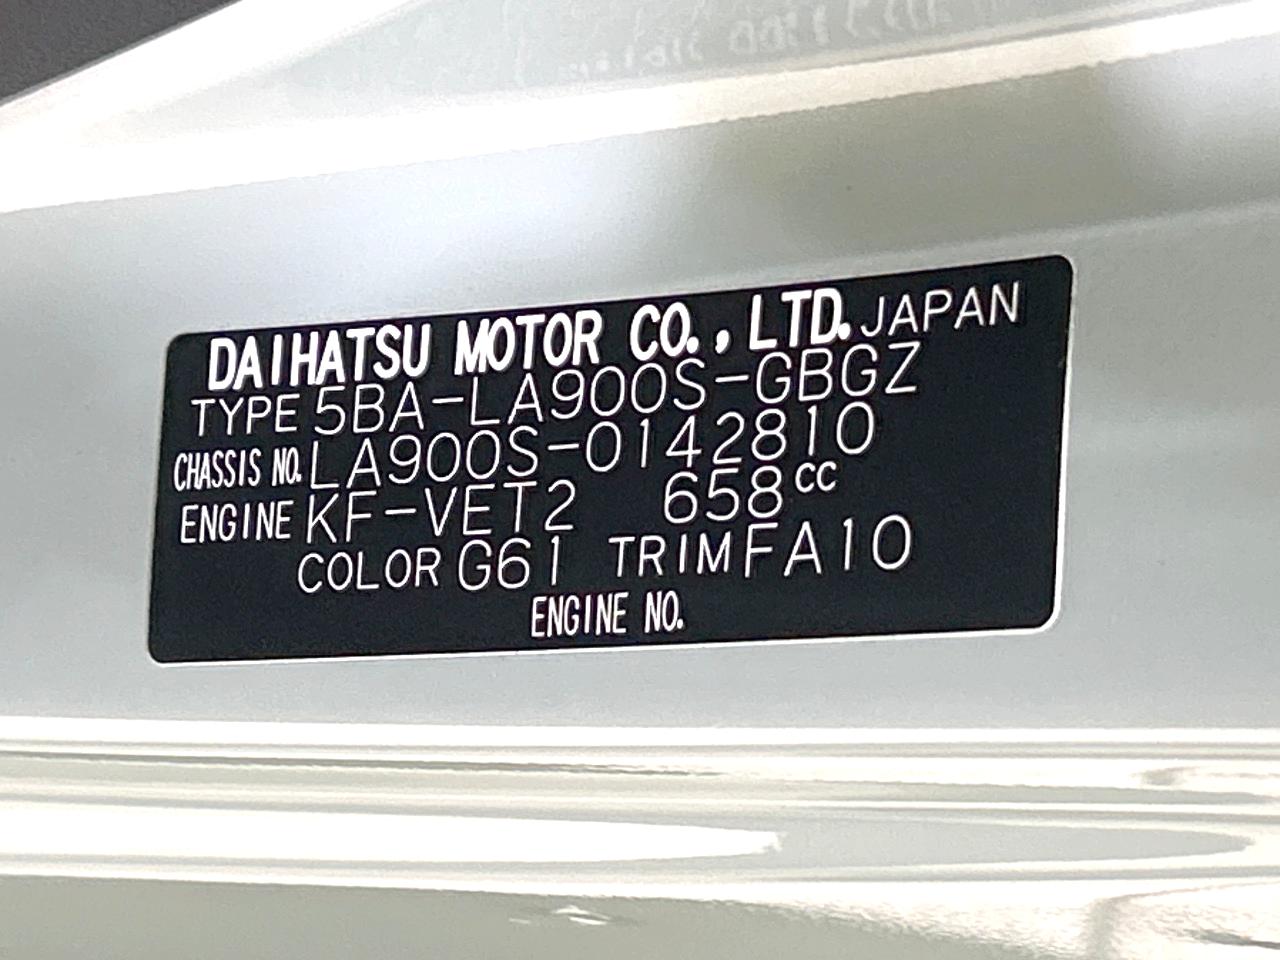 DAIHATSU MOTOR CO., LTD. JAPAN
TYPE 5BA-LA900S-GBGZ
CHASSIS NO. LA900S-0142810
ENGINE KF-VET2 658cc
COLOR G61 TRIM FA10
ENGINE NO.